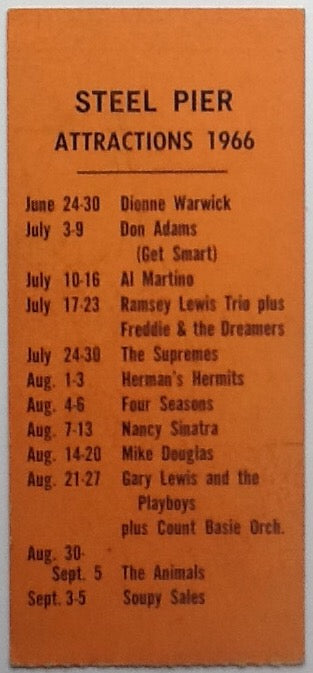 STEEL PIER
ATTRACTIONS 1966
June 24-30 Dionne Warwick
July 3-9 Don Adams
(Get Smart)
July 10-16 Al Martino
July 17-23 Ramsey Lewis Trio plus
Freddie & the Dreamers
July 24-30 The Supremes
Aug. 1-3 Herman's Hermits
Aug. 4-6 Four Seasons
Aug. 7-13 Nancy Sinatra
Aug. 14-20 Mike Douglas
Aug. 21-27 Gary Lewis and the
Playboys
plus Count Basie Orch.
Aug. 30-
Sept. 5 The Animals
Sept. 3-5 Soupy Sales